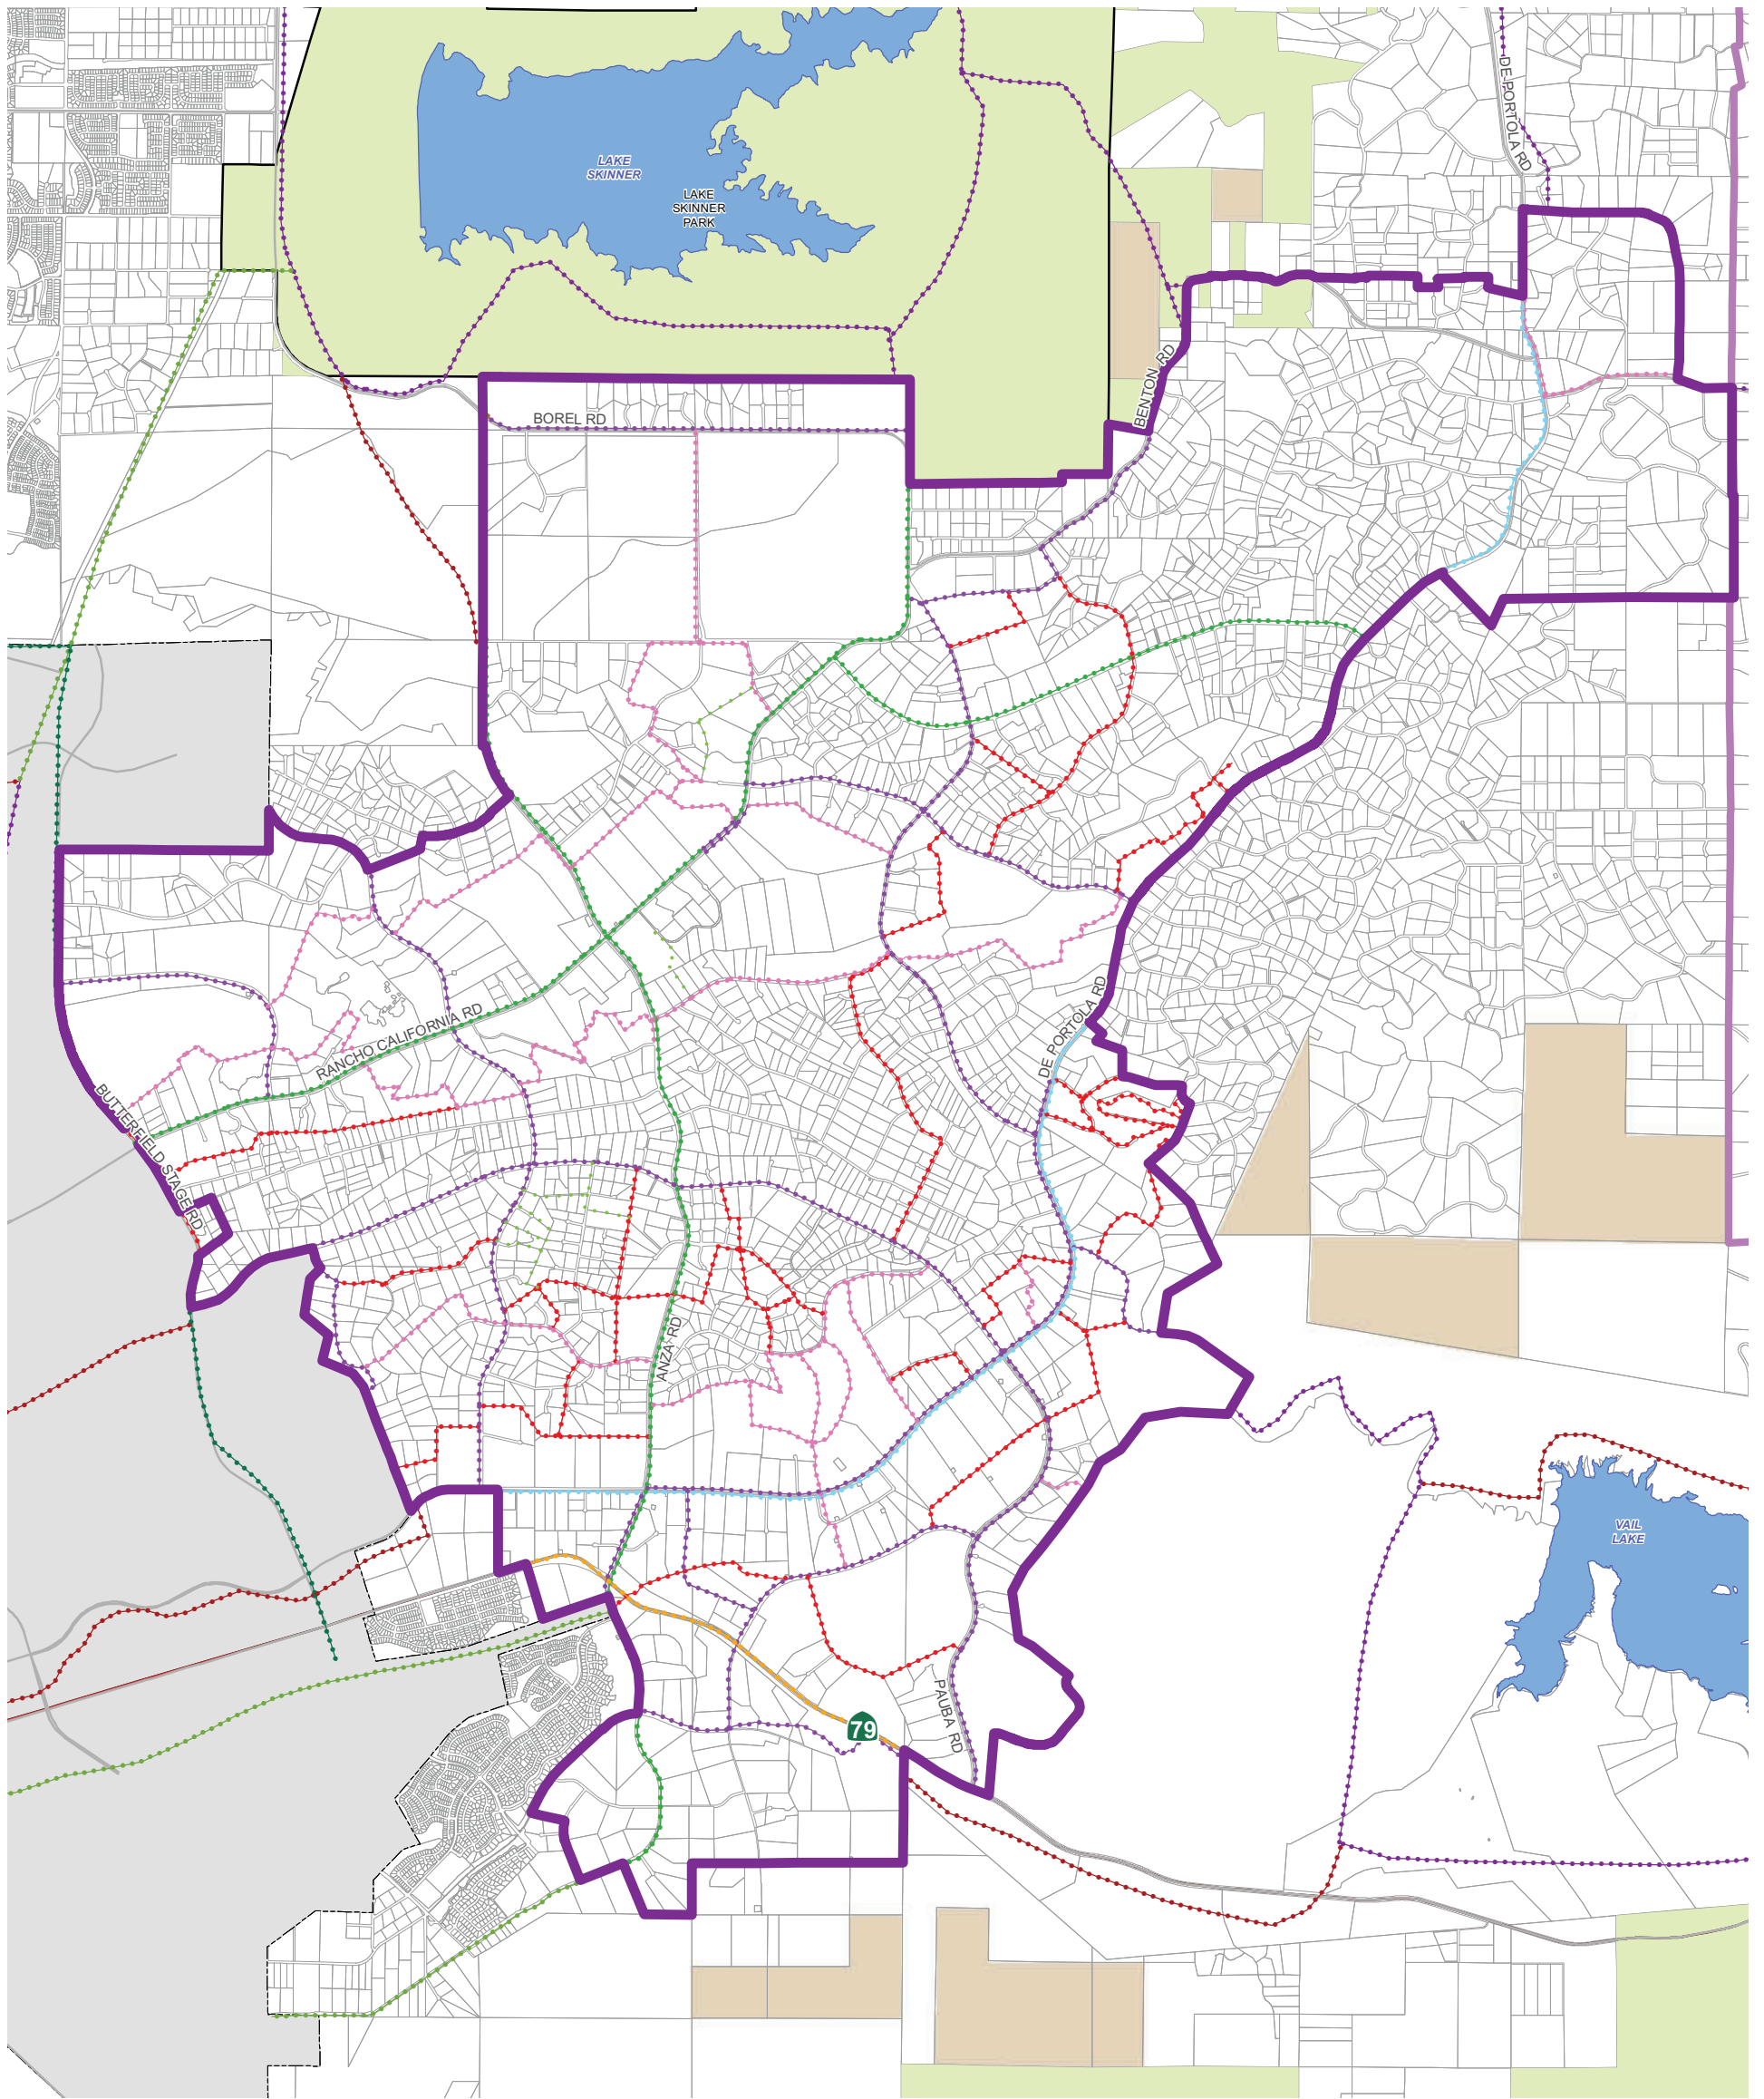 DE PORTOLA RD
LAKE
SKINNER
LAKE
SKINNER
PARK
BENTON RD
BOREL RD
DE PORTOLA RD
RANCHO CALIFORNIA RD
BUTTERFIELD STAGE RD
ANZA RD
VAIL
LAKE
PAUBA RD
79